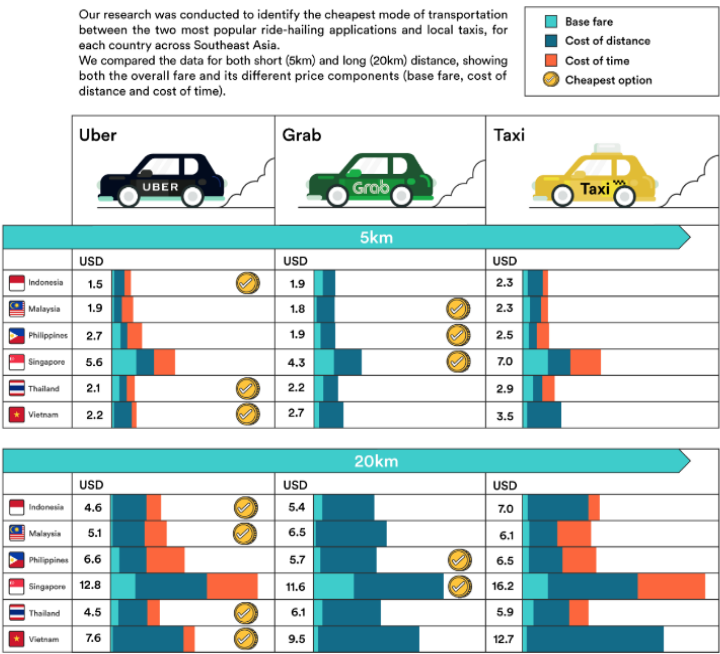 Our research was conducted to identify the cheapest mode of transportation
between the two most popular ride-hailing applications and local taxis, for
each country across Southeast Asia.
We compared the data for both short (5km) and long (20km) distance, showing
both the overall fare and its different price components (base fare, cost of
distance and cost of time).
Base fare
Cost of distance
Cost of time
Cheapest option
Uber
Grab
Taxi
UBER
Grab
Taxi
5km
USD
USD
USD
Indonesia 1.5 1.9 2.3
Malaysia 1.9 1.8 2.3
Philippines 2.7 1.9 2.5
Singapore 5.6 4.3 7.0
Thailand 2.1 2.2 2.9
Vietnam 2.2 2.7 3.5
20km
USD
USD
USD
Indonesia 4.6 5.4 7.0
Malaysia 5.1 6.5 6.1
Philippines 6.6 5.7 6.5
Singapore 12.8 11.6 16.2
Thailand 4.5 6.1 5.9
Vietnam 7.6 9.5 12.7